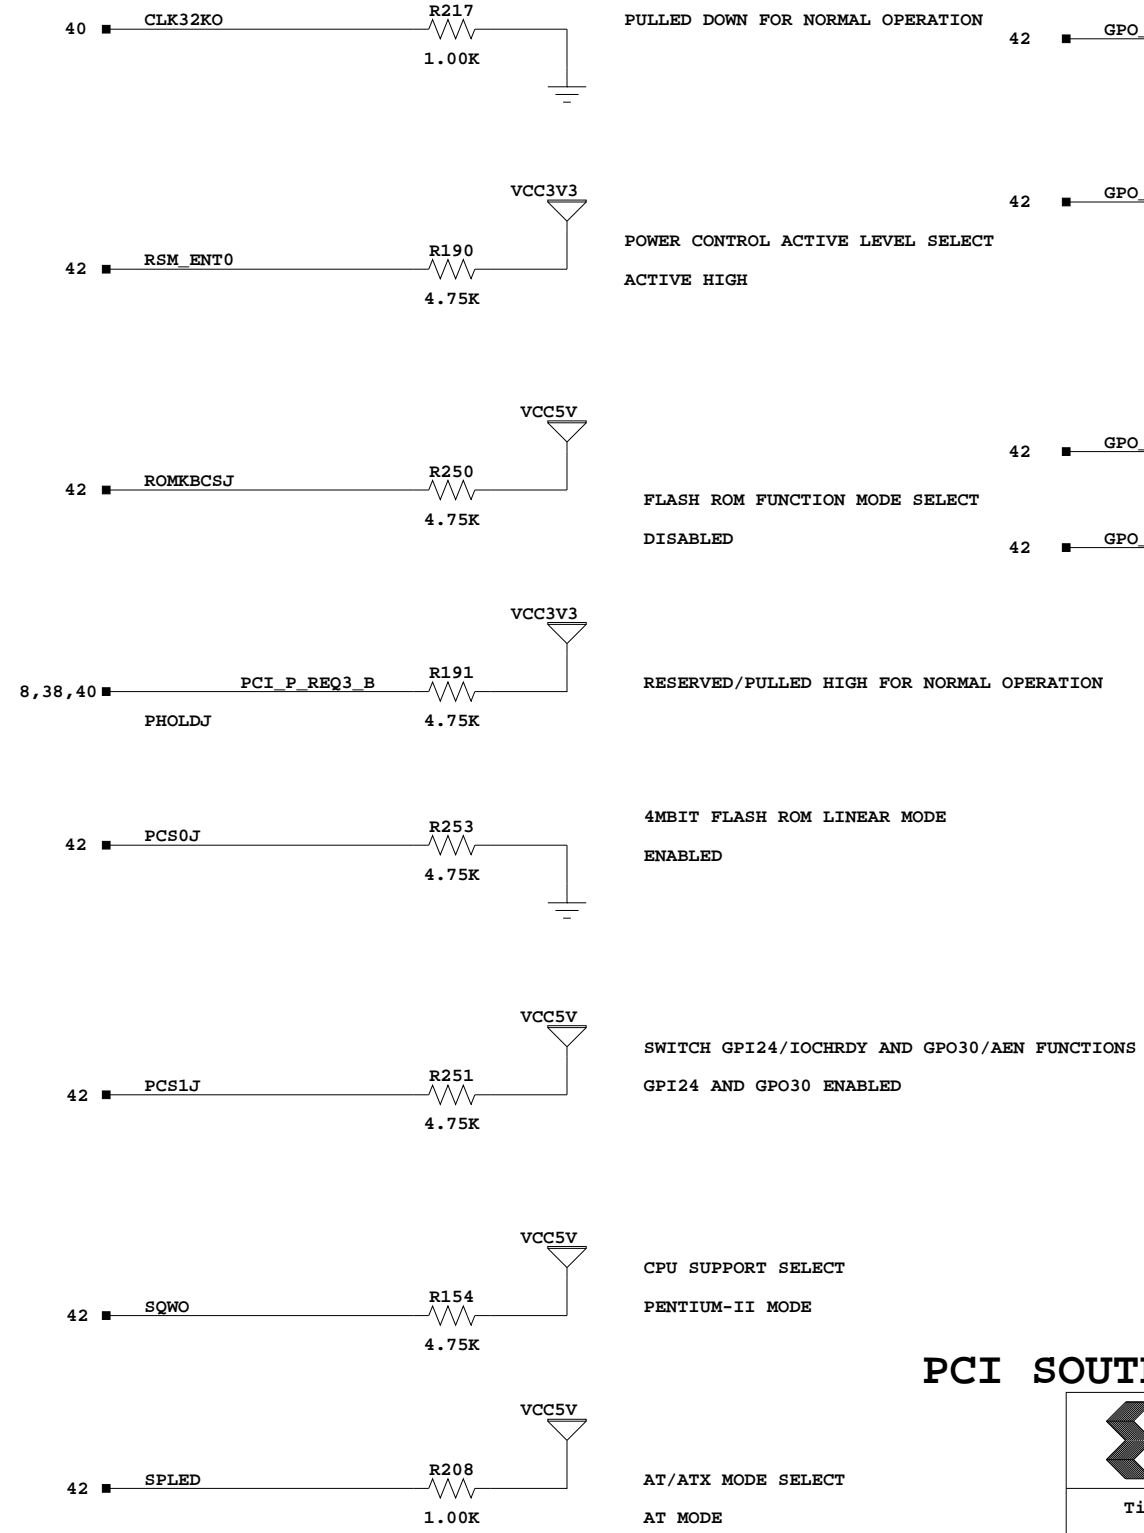 CLK32KO
R217
40
1.00K
PULLED DOWN FOR NORMAL OPERATION
42
GPO_
VCC3V3
RSM_ENT0
R190
42
4.75K
POWER CONTROL ACTIVE LEVEL SELECT
ACTIVE HIGH
42
GPO_
VCC5V
ROMKBCSJ
R250
42
4.75K
FLASH ROM FUNCTION MODE SELECT
DISABLED
42
GPO_
42
GPO_
VCC3V3
8,38,40
PCI_P_REQ3_B
R191
PHOLDJ
4.75K
RESERVED/PULLED HIGH FOR NORMAL OPERATION
PCS0J
R253
42
4.75K
4MBIT FLASH ROM LINEAR MODE
ENABLED
VCC5V
PCS1J
R251
42
4.75K
SWITCH GPI24/IOCHRDY AND GPO30/AEN FUNCTIONS
GPI24 AND GPO30 ENABLED
VCC5V
SQWO
R154
42
4.75K
CPU SUPPORT SELECT
PENTIUM-II MODE
PCI SOUT
VCC5V
SPLED
R208
42
1.00K
AT/ATX MODE SELECT
AT MODE
Ti